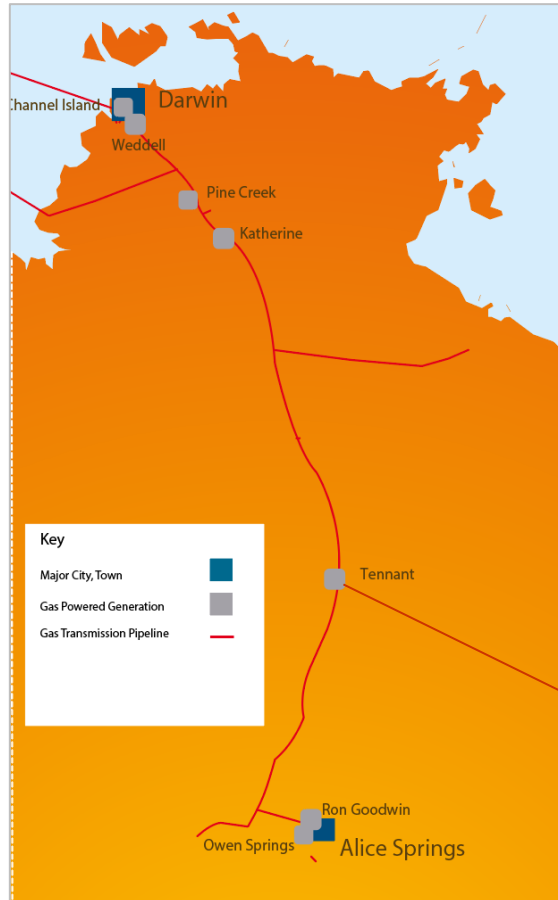 Darwin
Channel Island
Weddell
Pine Creek
Katherine
Key
Major City, Town
Gas Powered Generation
Gas Transmission Pipeline
Tennant
Ron Goodwin
Owen Springs
Alice Springs